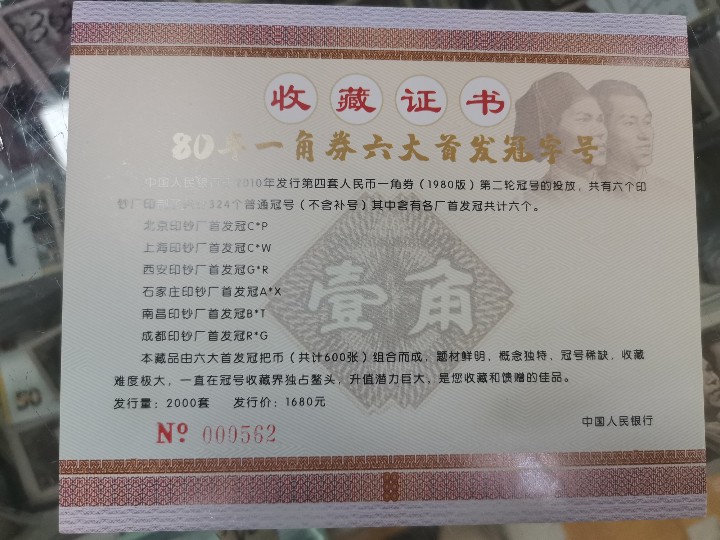 收藏证书
80年一角券六大首发冠字号
中国人民银行 2010年发行第四套人民币一角券（1980版）第二轮冠号的投放，共有六个印
钞厂印 324个普通冠号（不含补号）其中含有各厂首发冠共计六个。
北京印钞厂首发冠C*P
上海印钞厂首发冠C*W
西安印钞厂首发冠G*R
石家庄印钞厂首发冠A*X
南昌印钞厂首发冠B*T
成都印钞厂首发冠R*G
壹角
本藏品由六大首发冠把币（共计600张）组合而成，题材鲜明，概念独特，冠号稀缺，收藏
难度极大，一直在冠号收藏界独占鳌头，升值潜力巨大，是您收藏和馈赠的佳品。
发行量：2000套 发行价：1680元
中国人民银行
Nº 009562
50